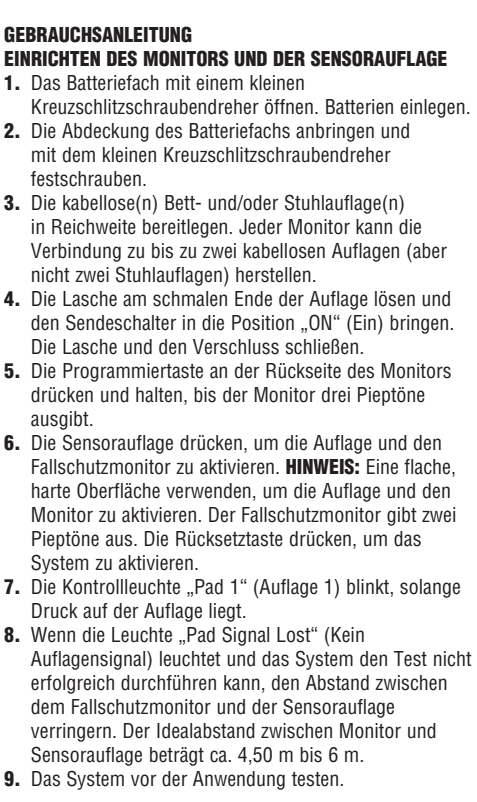 GEBRAUCHSANLEITUNG
EINRICHTEN DES MONITORS UND DER SENSORAUFLAGE
1. Das Batteriefach mit einem kleinen
Kreuzschlitzschraubendreher öffnen. Batterien einlegen.
2. Die Abdeckung des Batteriefachs anbringen und
mit dem kleinen Kreuzschlitzschraubendreher
festschrauben.
3. Die kabellose(n) Bett- und/oder Stuhlauflage(n)
in Reichweite bereitlegen. Jeder Monitor kann die
Verbindung zu bis zu zwei kabellosen Auflagen (aber
nicht zwei Stuhlauflagen) herstellen.
4. Die Lasche am schmalen Ende der Auflage lösen und
den Sendeschalter in die Position „ON“ (Ein) bringen.
Die Lasche und den Verschluss schließen.
5. Die Programmiertaste an der Rückseite des Monitors
drücken und halten, bis der Monitor drei Pieptöne
ausgibt.
6. Die Sensorauflage drücken, um die Auflage und den
Fallschutzmonitor zu aktivieren. HINWEIS: Eine flache,
harte Oberfläche verwenden, um die Auflage und den
Monitor zu aktivieren. Der Fallschutzmonitor gibt zwei
Pieptöne aus. Die Rücksetztaste drücken, um das
System zu aktivieren.
7. Die Kontrollleuchte „Pad 1“ (Auflage 1) blinkt, solange
Druck auf der Auflage liegt.
8. Wenn die Leuchte „Pad Signal Lost“ (Kein
Auflagensignal) leuchtet und das System den Test nicht
erfolgreich durchführen kann, den Abstand zwischen
dem Fallschutzmonitor und der Sensorauflage
verringern. Der Idealabstand zwischen Monitor und
Sensorauflage beträgt ca. 4,50 m bis 6 m.
9. Das System vor der Anwendung testen.